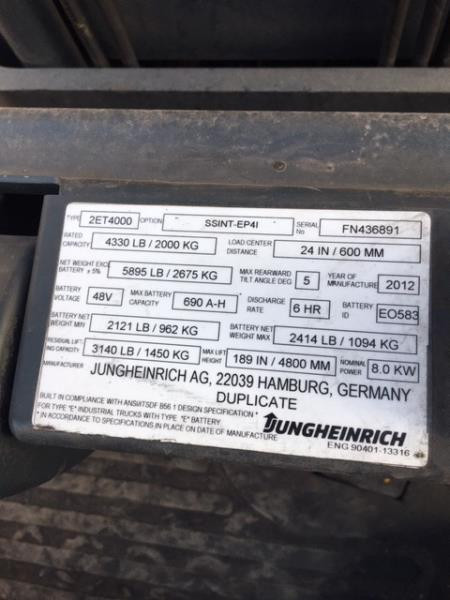 TYPE 2ET4000 OPTION SSINT-EP4I SERIAL No FN436891
RATED CAPACITY 4330 LB / 2000 KG LOAD CENTER DISTANCE 24 IN / 600 MM
NET WEIGHT EXCL BATTERY ± 5% 5895 LB / 2675 KG MAX REARWARD TILT ANGLE DEG 5 YEAR OF MANUFACTURE 2012
BATTERY VOLTAGE 48V MAX BATTERY CAPACITY 690 A-H DISCHARGE RATE 6 HR BATTERY ID EO583
BATTERY NET WEIGHT MIN 2121 LB / 962 KG BATTERY NET WEIGHT MAX 2414 LB / 1094 KG
RESIDUAL LIFTING CAPACITY 3140 LB / 1450 KG MAX LIFT HEIGHT 189 IN / 4800 MM NOMINAL POWER 8.0 KW
MANUFACTURER JUNGHEINRICH AG, 22039 HAMBURG, GERMANY
DUPLICATE
BUILT IN COMPLIANCE WITH ANSI/ITSDF B56 1 DESIGN SPECIFICATIONS*
FOR TYPE "E" INDUSTRIAL TRUCKS WITH TYPE "E" BATTERY
*IN ACCORDANCE TO SPECIFICATIONS IN PLACE ON DATE OF MANUFACTURE
JUNGHEINRICH
ENG 90401-13316